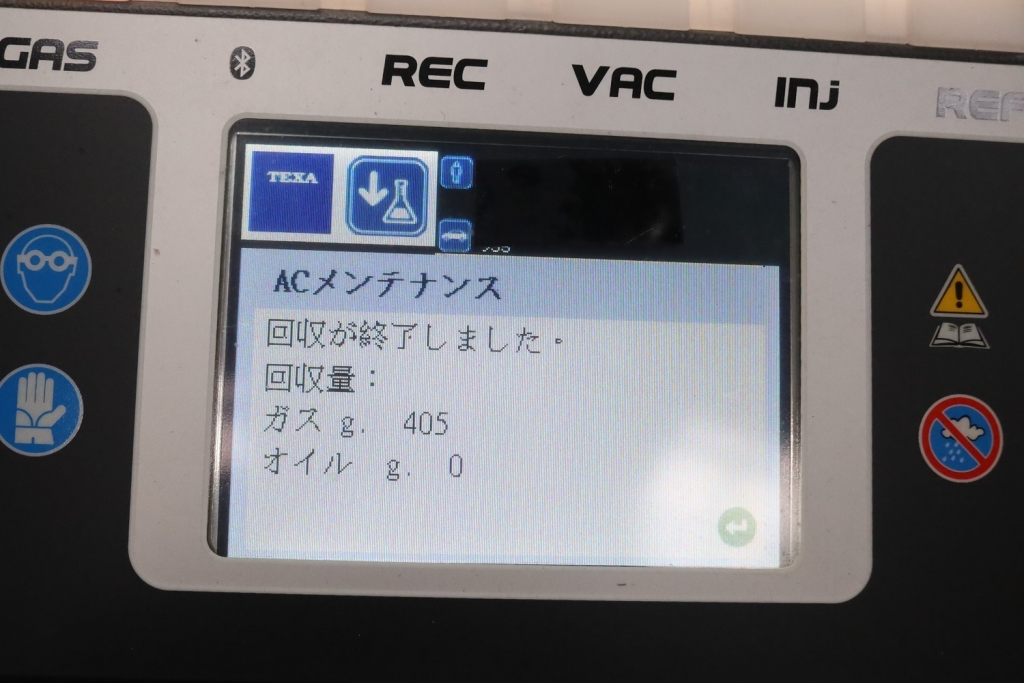 GAS
REC
VAC
INJ
TEXA
ACメンテナンス
回収が終了しました。
回収量：
ガス g. 405
オイル g. 0